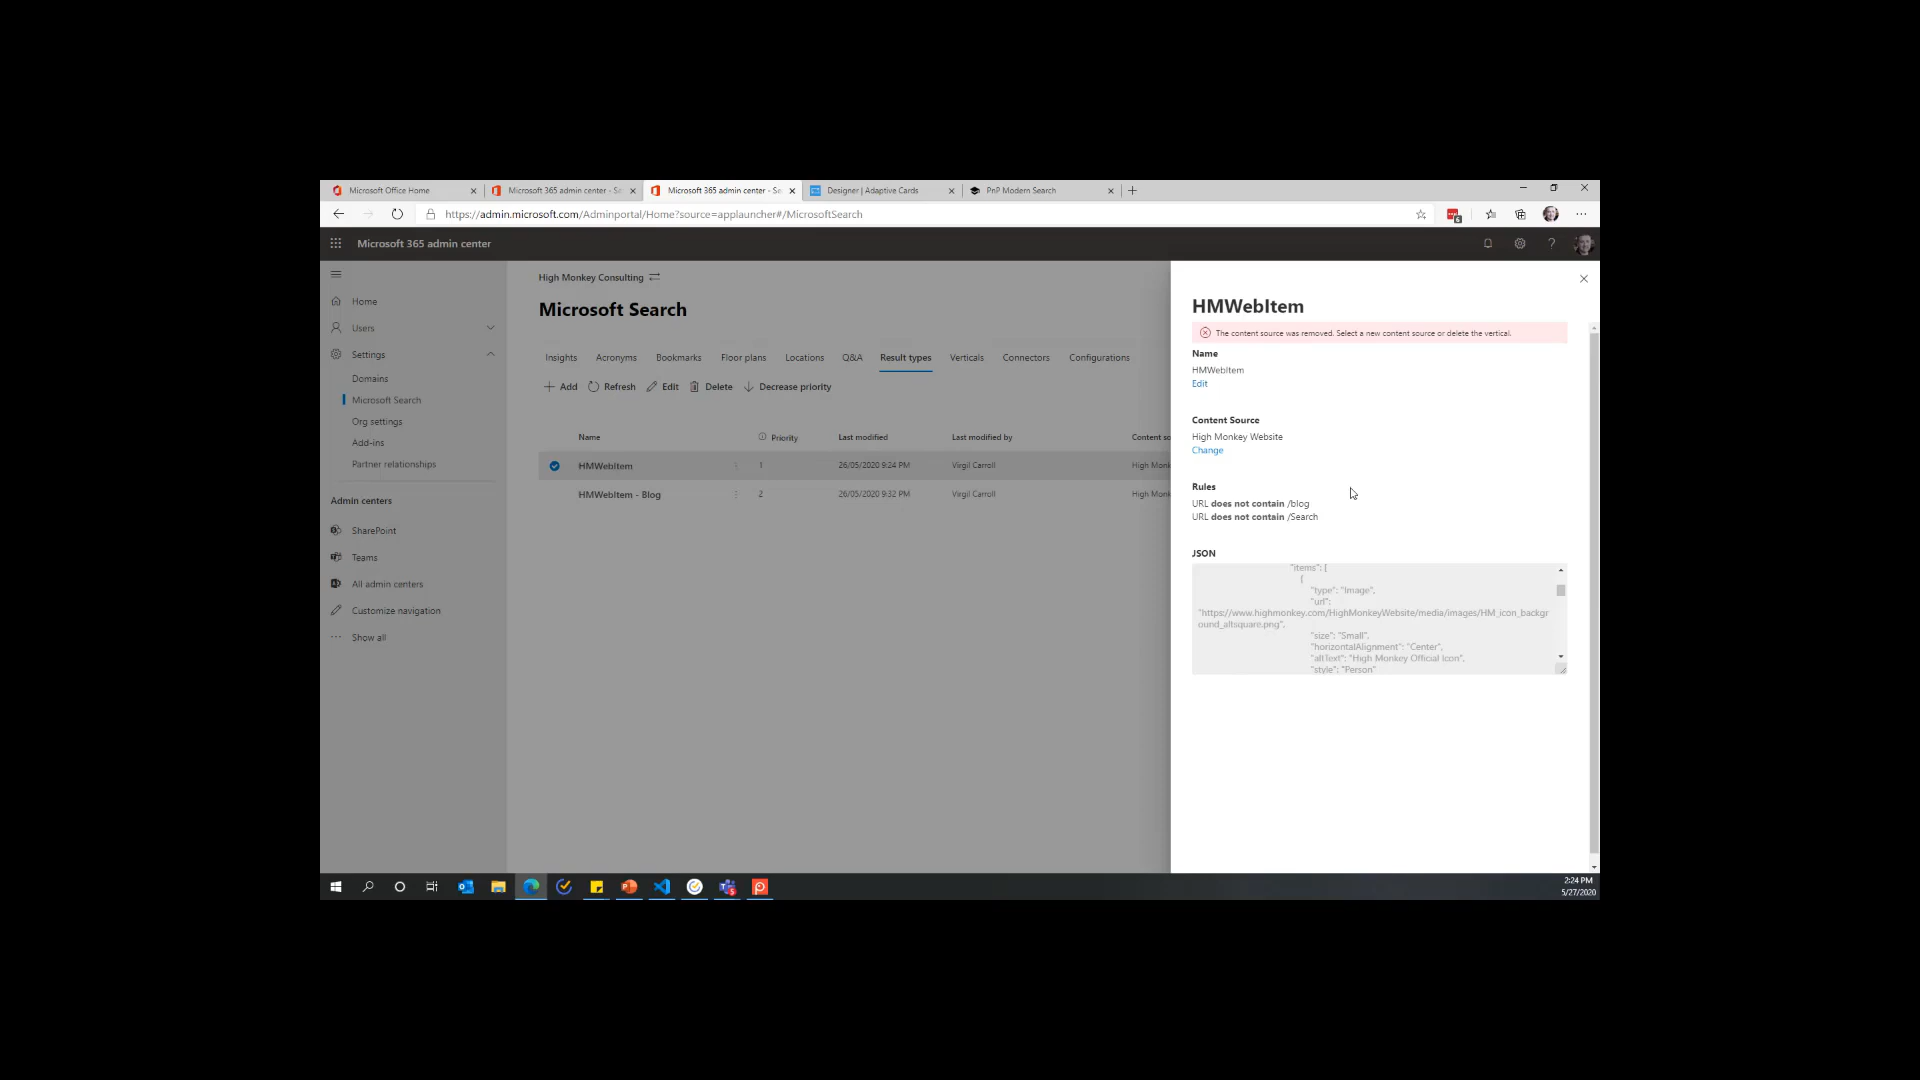 Microsoft Office Home
Microsoft 365 admin center - Se
Microsoft 365 admin center - Se
Designer | Adaptive Cards
PnP Modern Search
https://admin.microsoft.com/Adminportal/Home?source=applauncher#/MicrosoftSearch
Microsoft 365 admin center
High Monkey Consulting
Microsoft Search
Home
Users
Settings
Domains
Microsoft Search
Org settings
Add-ins
Partner relationships
Admin centers
SharePoint
Teams
All admin centers
Customize navigation
Show all
Insights Acronyms Bookmarks Floor plans Locations Q&A Result types Verticals Connectors Configurations
Add Refresh Edit Delete Decrease priority
Name Priority Last modified Last modified by Content so
HMWebItem 1 26/05/2020 9:24 PM Virgil Carroll High Monk
HMWebItem - Blog 2 26/05/2020 9:32 PM Virgil Carroll High Monk
HMWebItem
The content source was removed. Select a new content source or delete the vertical.
Name
HMWebItem
Edit
Content Source
High Monkey Website
Change
Rules
URL does not contain /blog
URL does not contain /Search
JSON
"items": [
{
"type": "Image",
"url":
"https://www.highmonkey.com/HighMonkeyWebsite/media/images/HM_icon_backgr
ound_altsquare.png",
"size": "Small",
"horizontalAlignment": "Center",
"altText": "High Monkey Official Icon",
"style": "Person"
2:24 PM
5/27/2020